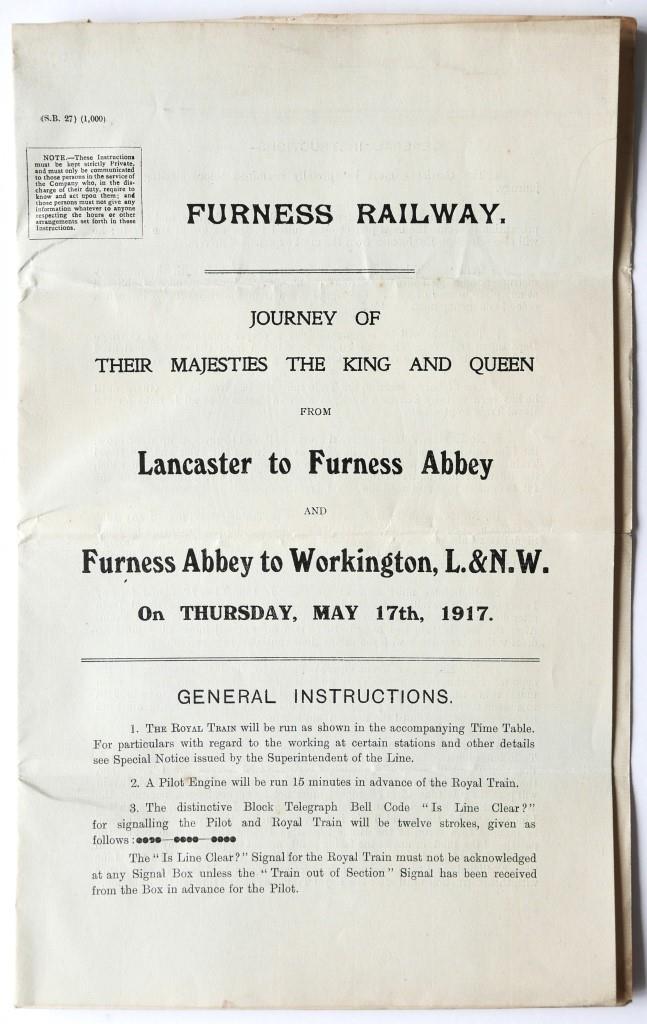 (S.B. 27) (1,000)
NOTE.—These Instructions
must be kept strictly Private,
and must only be communicated
to those persons in the service of
the Company who, in the dis-
charge of their duty, require to
know and act upon them; and
those persons must not give any
information whatever to anyone
respecting the hours or other
arrangements set forth in these
Instructions.
FURNESS RAILWAY.
JOURNEY OF
THEIR MAJESTIES THE KING AND QUEEN
FROM
Lancaster to Furness Abbey
AND
Furness Abbey to Workington, L.&N.W.
On THURSDAY, MAY 17th, 1917.
GENERAL INSTRUCTIONS.
1. THE ROYAL TRAIN will be run as shown in the accompanying Time Table.
For particulars with regard to the working at certain stations and other details
see Special Notice issued by the Superintendent of the Line.
2. A Pilot Engine will be run 15 minutes in advance of the Royal Train.
3. The distinctive Block Telegraph Bell Code "Is Line Clear?"
for signalling the Pilot and Royal Train will be twelve strokes, given as
follows :●●●●—●●●●—●●●●
The "Is Line Clear?" Signal for the Royal Train must not be acknowledged
at any Signal Box unless the "Train out of Section" Signal has been received
from the Box in advance for the Pilot.